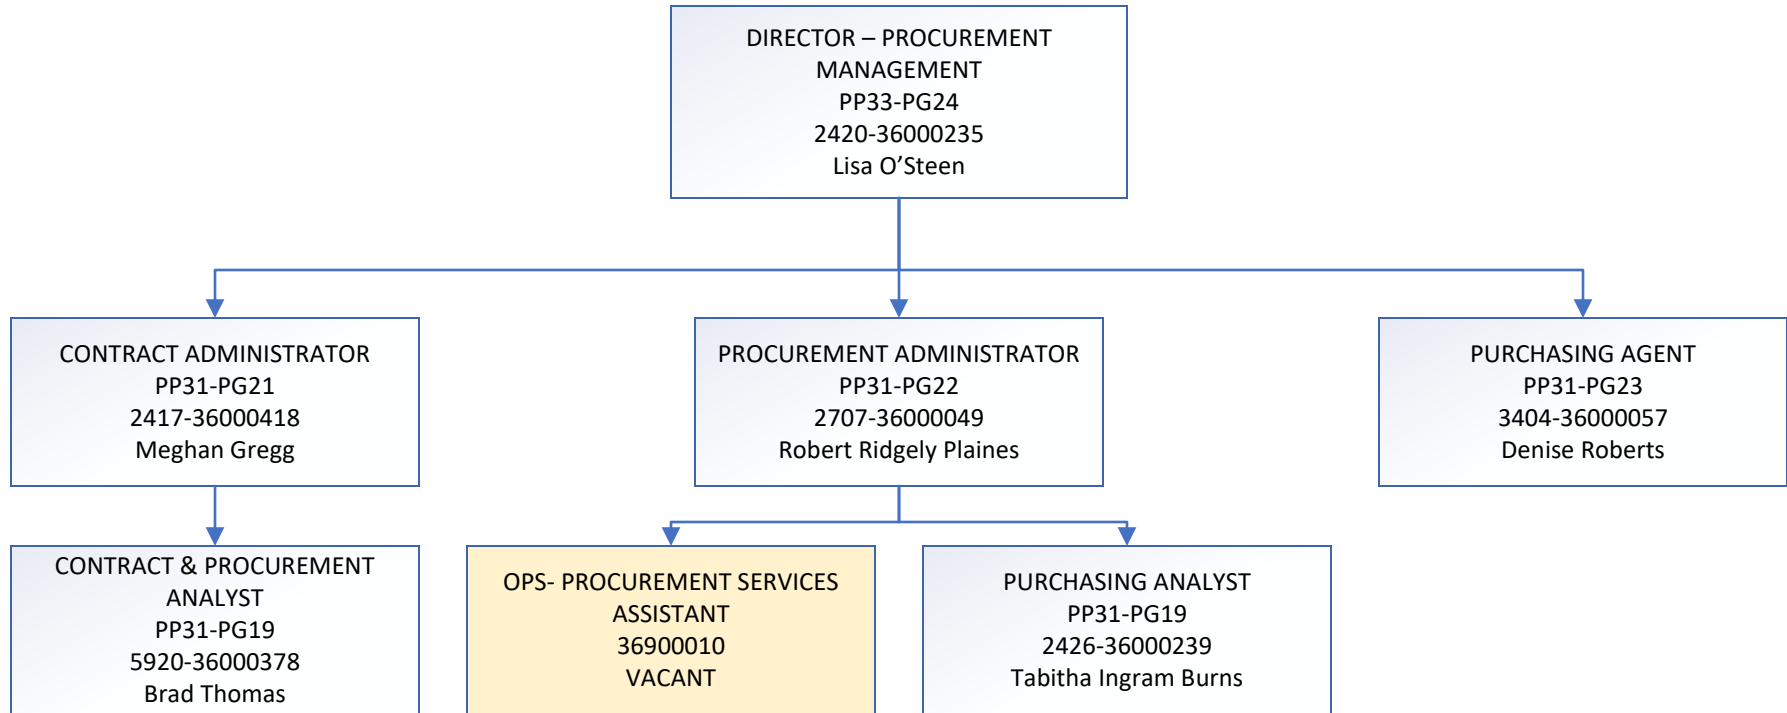 DIRECTOR – PROCUREMENT
MANAGEMENT
PP33-PG24
2420-36000235
Lisa O’Steen
CONTRACT ADMINISTRATOR
PP31-PG21
2417-36000418
Meghan Gregg
PROCUREMENT ADMINISTRATOR
PP31-PG22
2707-36000049
Robert Ridgely Plaines
PURCHASING AGENT
PP31-PG23
3404-36000057
Denise Roberts
CONTRACT & PROCUREMENT
ANALYST
PP31-PG19
5920-36000378
Brad Thomas
OPS- PROCUREMENT SERVICES
ASSISTANT
36900010
VACANT
PURCHASING ANALYST
PP31-PG19
2426-36000239
Tabitha Ingram Burns